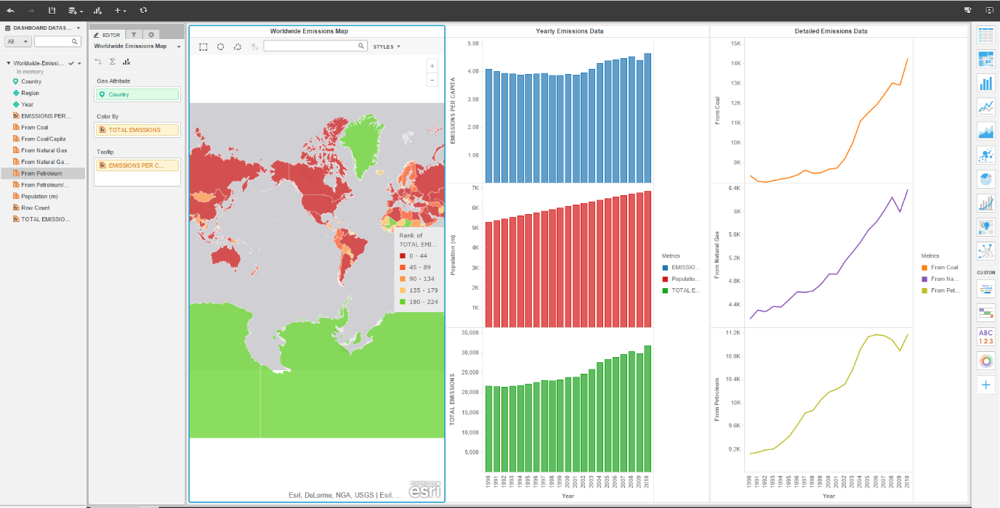 DASHBOARD DATAS...
All
Worldwide-Emissi...
In memory
Country
Region
Year
EMISSIONS PER...
From Coal
From Coal/Capita
From Natural Gas
From Natural Ga...
From Petroleum
From Petroleum/...
Population (m)
Row Count
TOTAL EMISSIO...
EDITOR
Worldwide Emissions Map
Geo Attribute
Country
Color By
TOTAL EMISSIONS
Tooltip
EMISSIONS PER C...
Worldwide Emissions Map
STYLES
+
−
Rank of
TOTAL EMI...
0 - 44
45 - 89
90 - 134
135 - 179
180 - 224
Esri, DeLorme, NGA, USGS | Esri, ...
POWERED BY
esri
Yearly Emissions Data
EMISSIONS PER CAPITA
5.00
4.00
3.00
2.00
1.00
Population (m)
7K
6K
5K
4K
3K
2K
1K
TOTAL EMISSIONS
35,000
30,000
25,000
20,000
15,000
10,000
5,000
1990 1991 1992 1993 1994 1995 1996 1997 1998 1999 2000 2001 2002 2003 2004 2005 2006 2007 2008 2009 2010
Year
Metrics
EMISSIO...
Populatio...
TOTAL E...
Detailed Emissions Data
From Coal
15K
14K
13K
12K
11K
10K
9K
From Natural Gas
6.4K
6K
5.6K
5.2K
4.8K
4.4K
From Petroleum
11.2K
10.8K
10.4K
10K
9.6K
9.2K
1990 1991 1992 1993 1994 1995 1996 1997 1998 1999 2000 2001 2002 2003 2004 2005 2006 2007 2008 2009 2010
Year
Metrics
From Coal
From Na...
From Pet...
CUSTOM
ABC
1 2 3